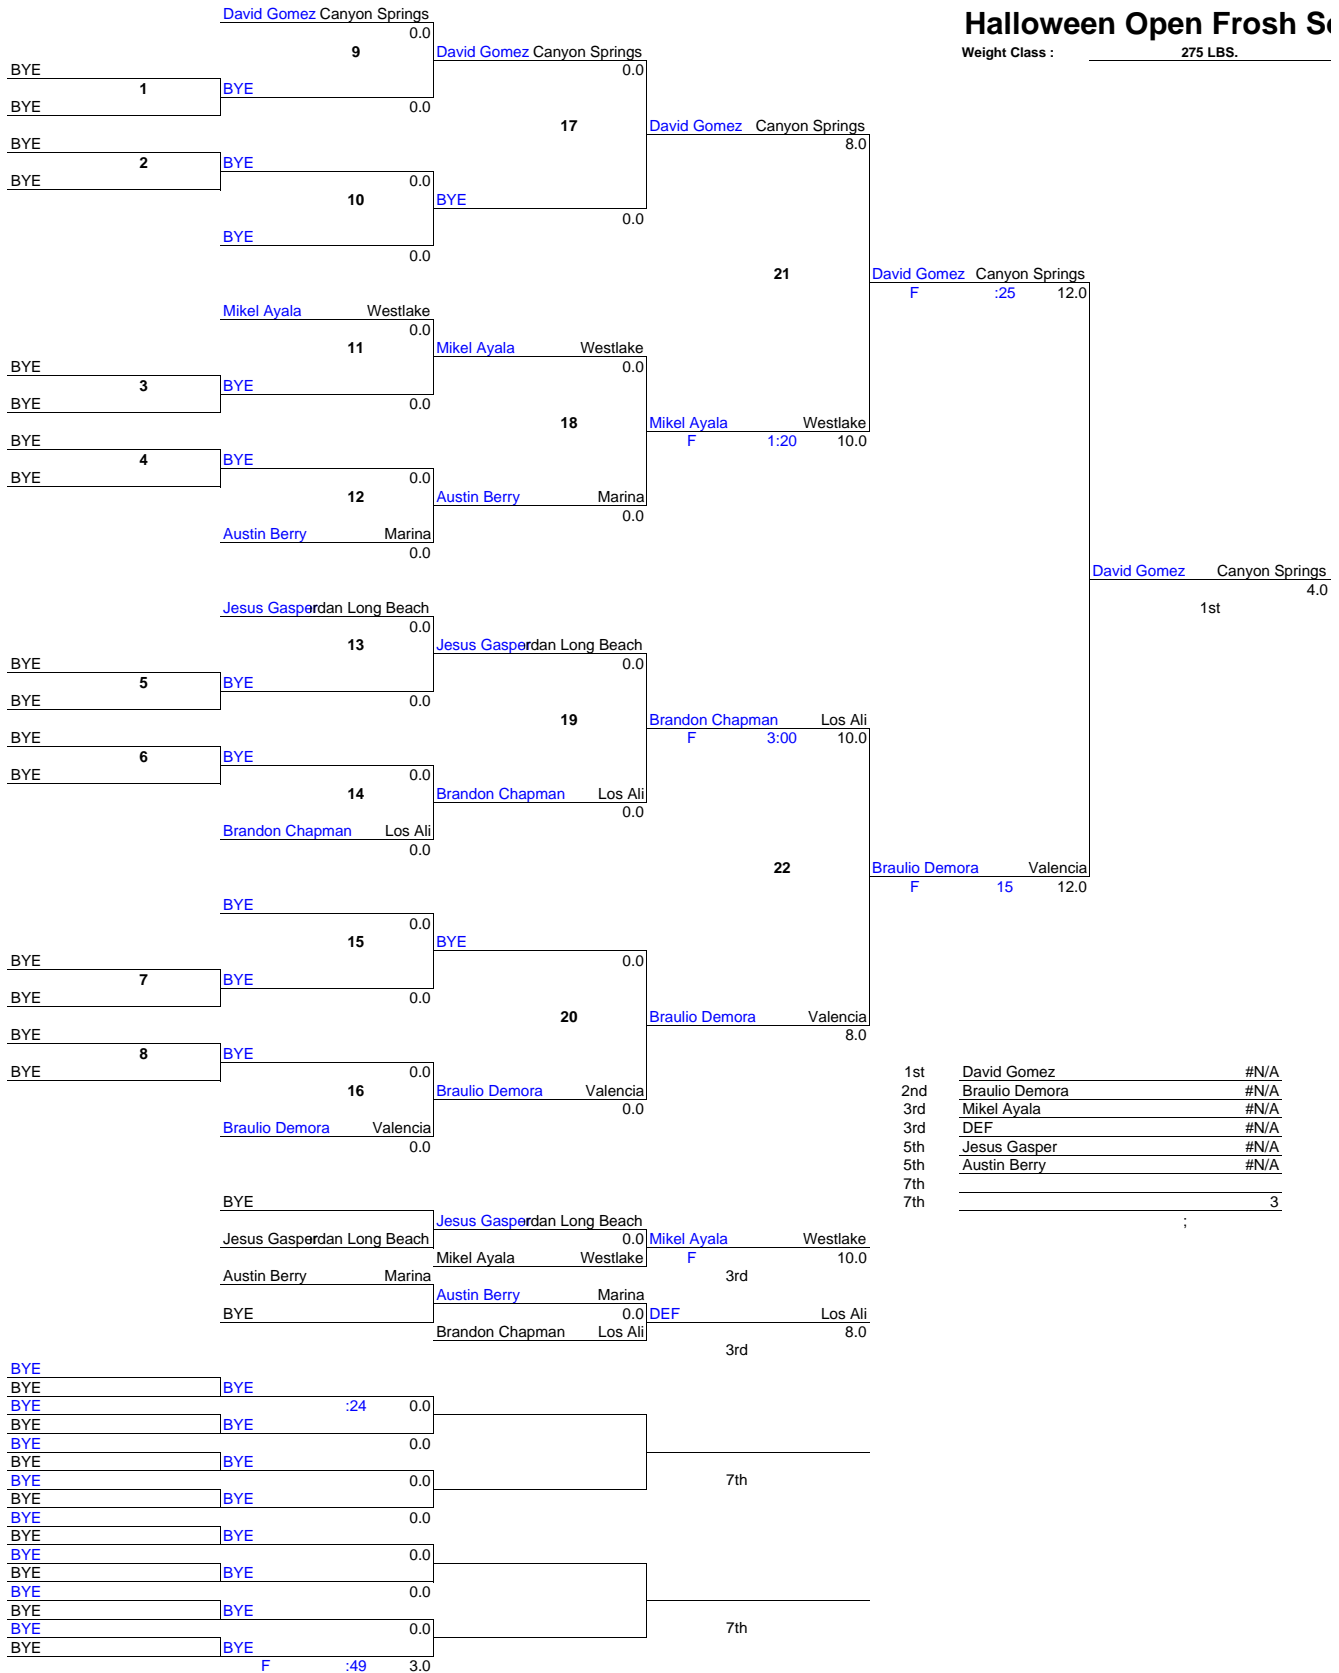 David Gomez Canyon Springs
Halloween Open Frosh
0.0
9
David Gomez Canyon Springs
Weight Class : 275 LBS.
BYE
0.0
1
BYE
BYE
0.0
17
David Gomez Canyon Springs
BYE
8.0
2
BYE
BYE
0.0
10
BYE
0.0
BYE
0.0
21
David Gomez Canyon Springs
F :25 12.0
Mikel Ayala Westlake
0.0
11
Mikel Ayala Westlake
BYE
0.0
3
BYE
BYE
0.0
18
Mikel Ayala Westlake
BYE
F 1:20 10.0
4
BYE
BYE
0.0
12
Austin Berry Marina
0.0
Austin Berry Marina
0.0
David Gomez Canyon Springs
4.0
1st
Jesus Gasper rdan Long Beach
0.0
13
Jesus Gasper rdan Long Beach
BYE
0.0
5
BYE
BYE
0.0
19
Brandon Chapman Los Ali
BYE
F 3:00 10.0
6
BYE
BYE
0.0
14
Brandon Chapman Los Ali
0.0
Brandon Chapman Los Ali
0.0
22
Braulio Demora Valencia
F 15 12.0
BYE
0.0
15
BYE
BYE
0.0
7
BYE
BYE
0.0
20
Braulio Demora Valencia
BYE
8.0
8
BYE
BYE
0.0
16
Braulio Demora Valencia
0.0
Braulio Demora Valencia
0.0
1st David Gomez #N/A
2nd Braulio Demora #N/A
3rd Mikel Ayala #N/A
3rd DEF #N/A
5th Jesus Gasper #N/A
5th Austin Berry #N/A
7th
7th 3
;
BYE
Jesus Gasper rdan Long Beach
Jesus Gasper rdan Long Beach
0.0
Mikel Ayala Westlake
Mikel Ayala Westlake
F 10.0
Austin Berry Marina
3rd
Austin Berry Marina
BYE
0.0
DEF Los Ali
Brandon Chapman Los Ali
8.0
3rd
BYE
BYE
BYE
BYE
:24 0.0
BYE
BYE
BYE
0.0
BYE
BYE
BYE
0.0
7th
BYE
BYE
BYE
0.0
BYE
BYE
BYE
0.0
BYE
BYE
BYE
0.0
BYE
BYE
BYE
0.0
7th
BYE
BYE
F :49 3.0